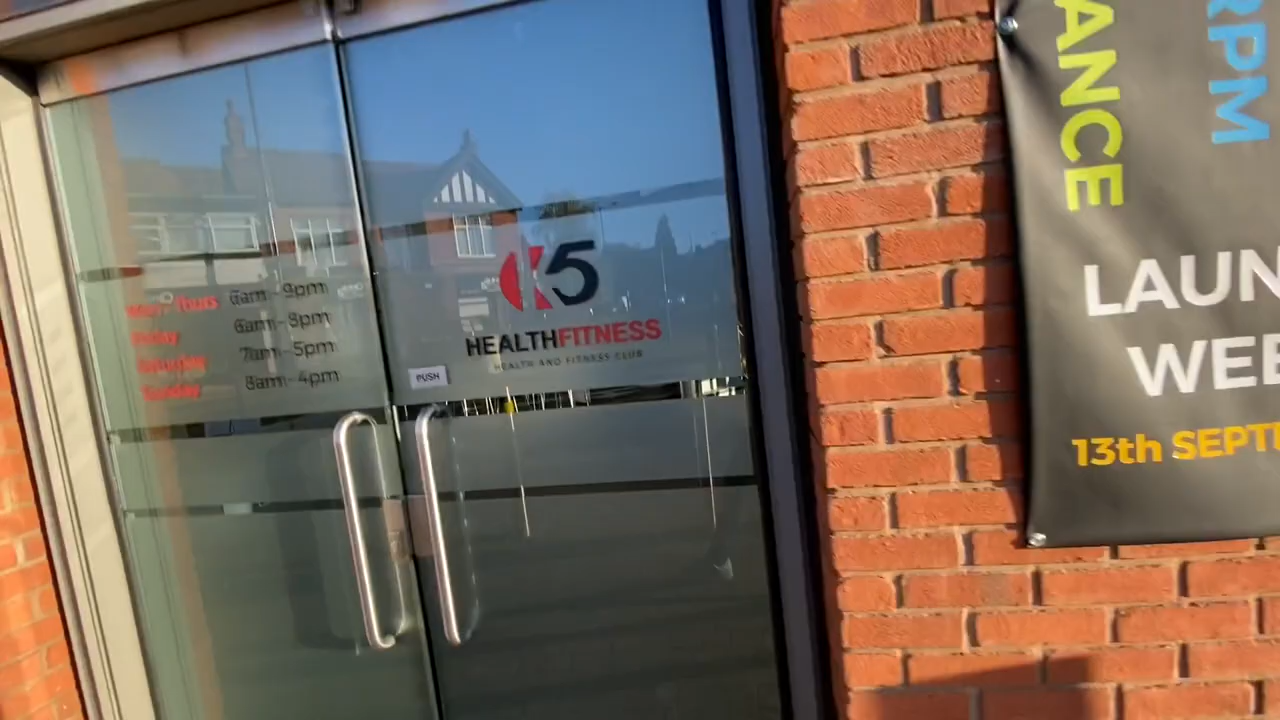 Mon - Thurs 6am - 9pm
Friday 6am - 8pm
Saturday 7am - 5pm
Sunday 8am - 4pm
K5
HEALTHFITNESS
HEALTH AND FITNESS CLUB
PUSH
ANCE
RPM
LAUN
WEE
13th SEPT